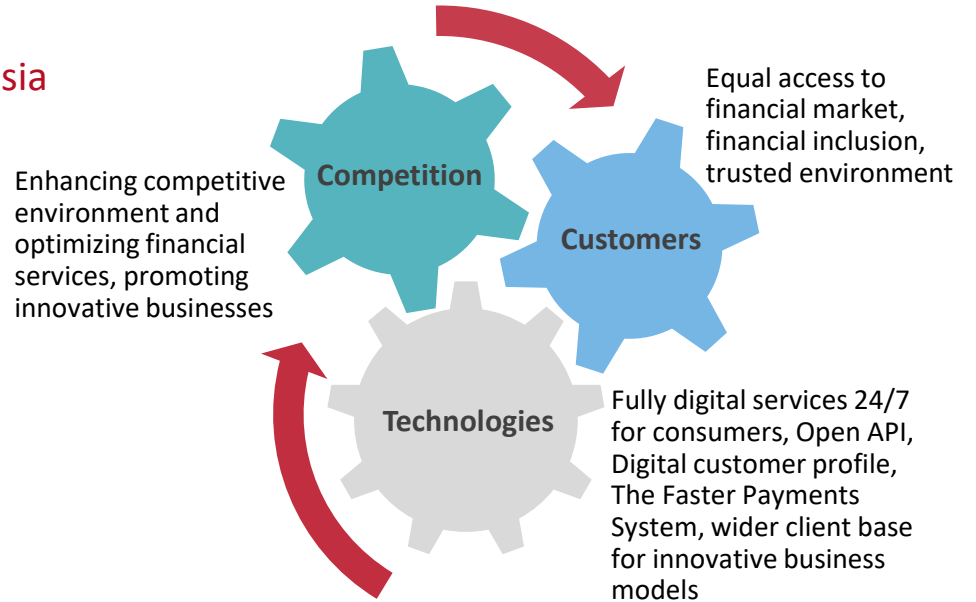 sia
Competition
Equal access to
financial market,
financial inclusion,
trusted environment
Enhancing competitive
environment and
optimizing financial
services, promoting
innovative businesses
Customers
Technologies
Fully digital services 24/7
for consumers, Open API,
Digital customer profile,
The Faster Payments
System, wider client base
for innovative business
models